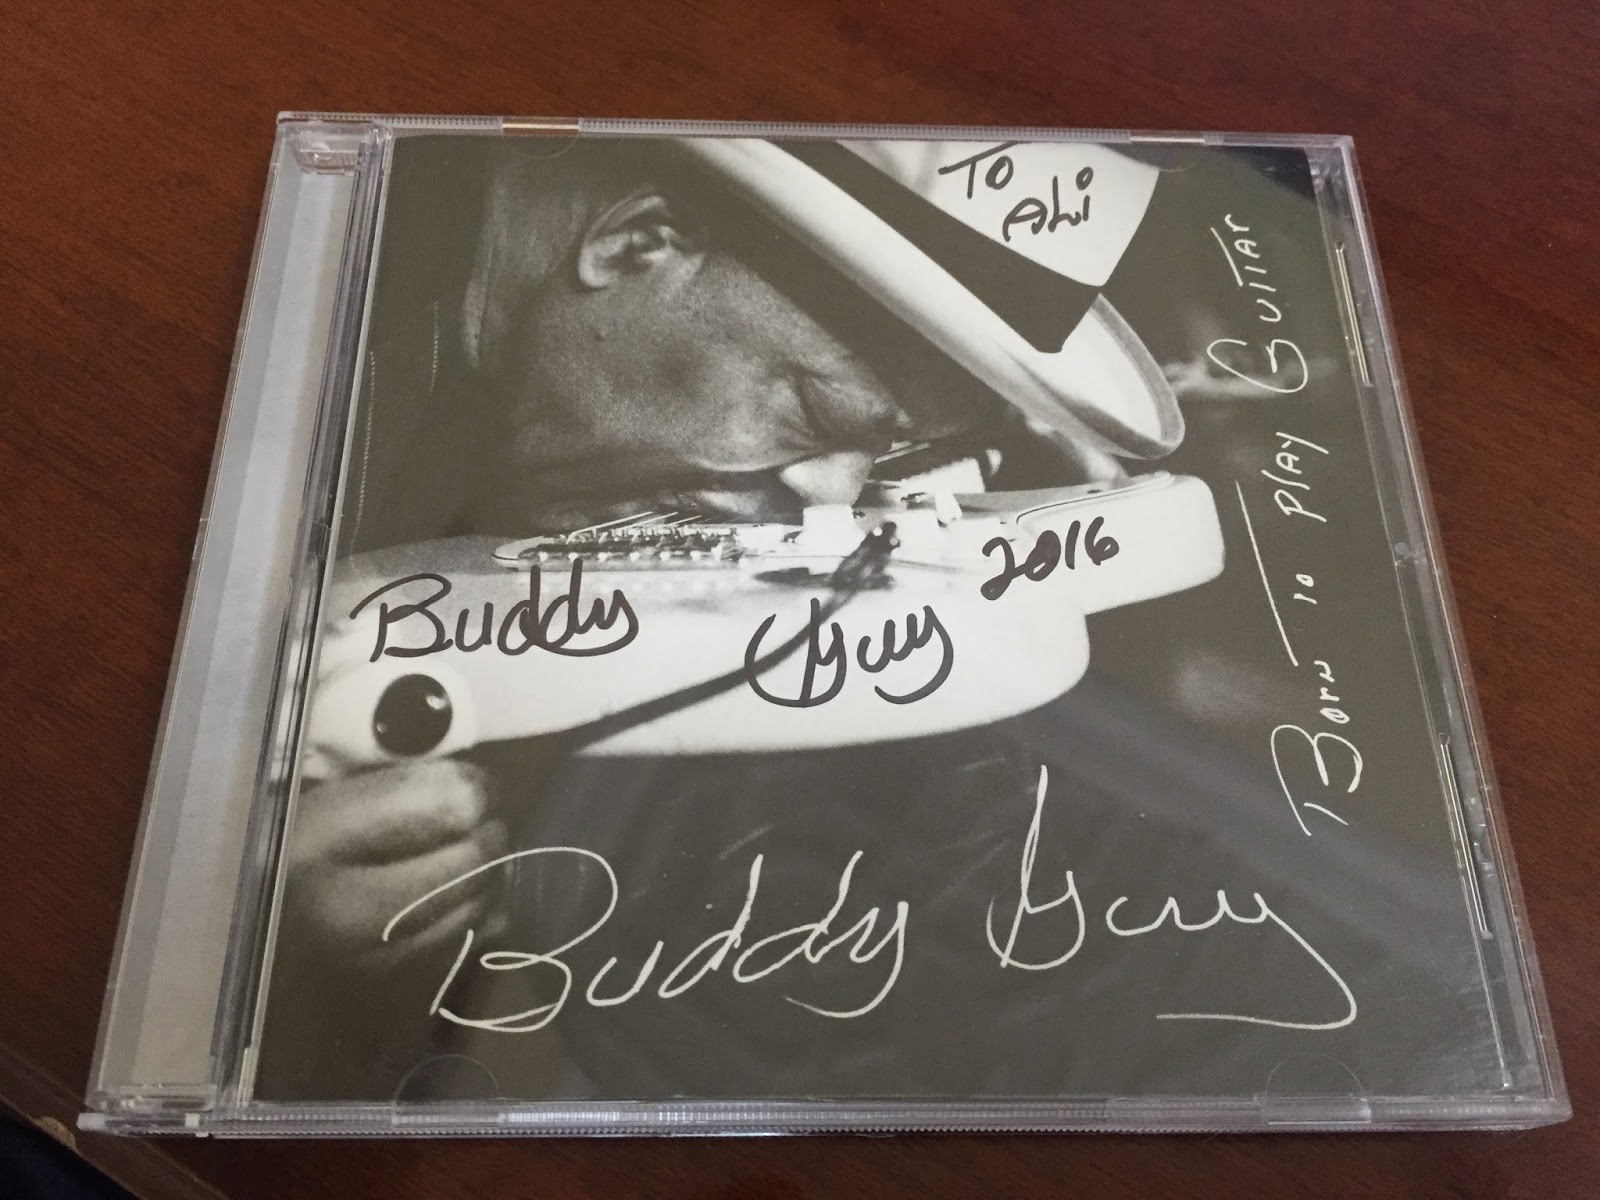 TO
ALi
Buddy Guy 2016
Buddy Guy
Born To PLAY GuiTAr